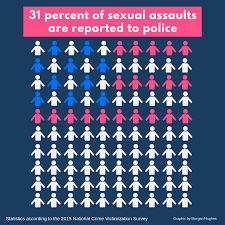 31 percent of sexual assaults
are reported to police
Statistics according to the 2015 National Crime Victimization Survey
Graphic by Morgan Hughes